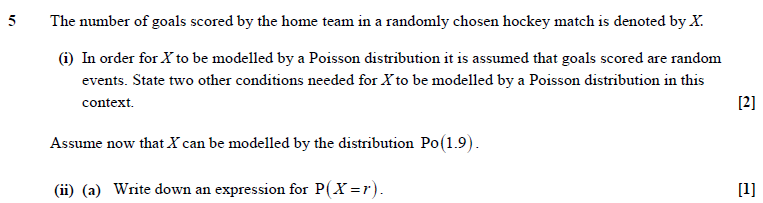 5 The number of goals scored by the home team in a randomly chosen hockey match is denoted by X.
(i) In order for X to be modelled by a Poisson distribution it is assumed that goals scored are random
events. State two other conditions needed for X to be modelled by a Poisson distribution in this
context. [2]
Assume now that X can be modelled by the distribution Po(1.9).
(ii) (a) Write down an expression for P(X = r). [1]